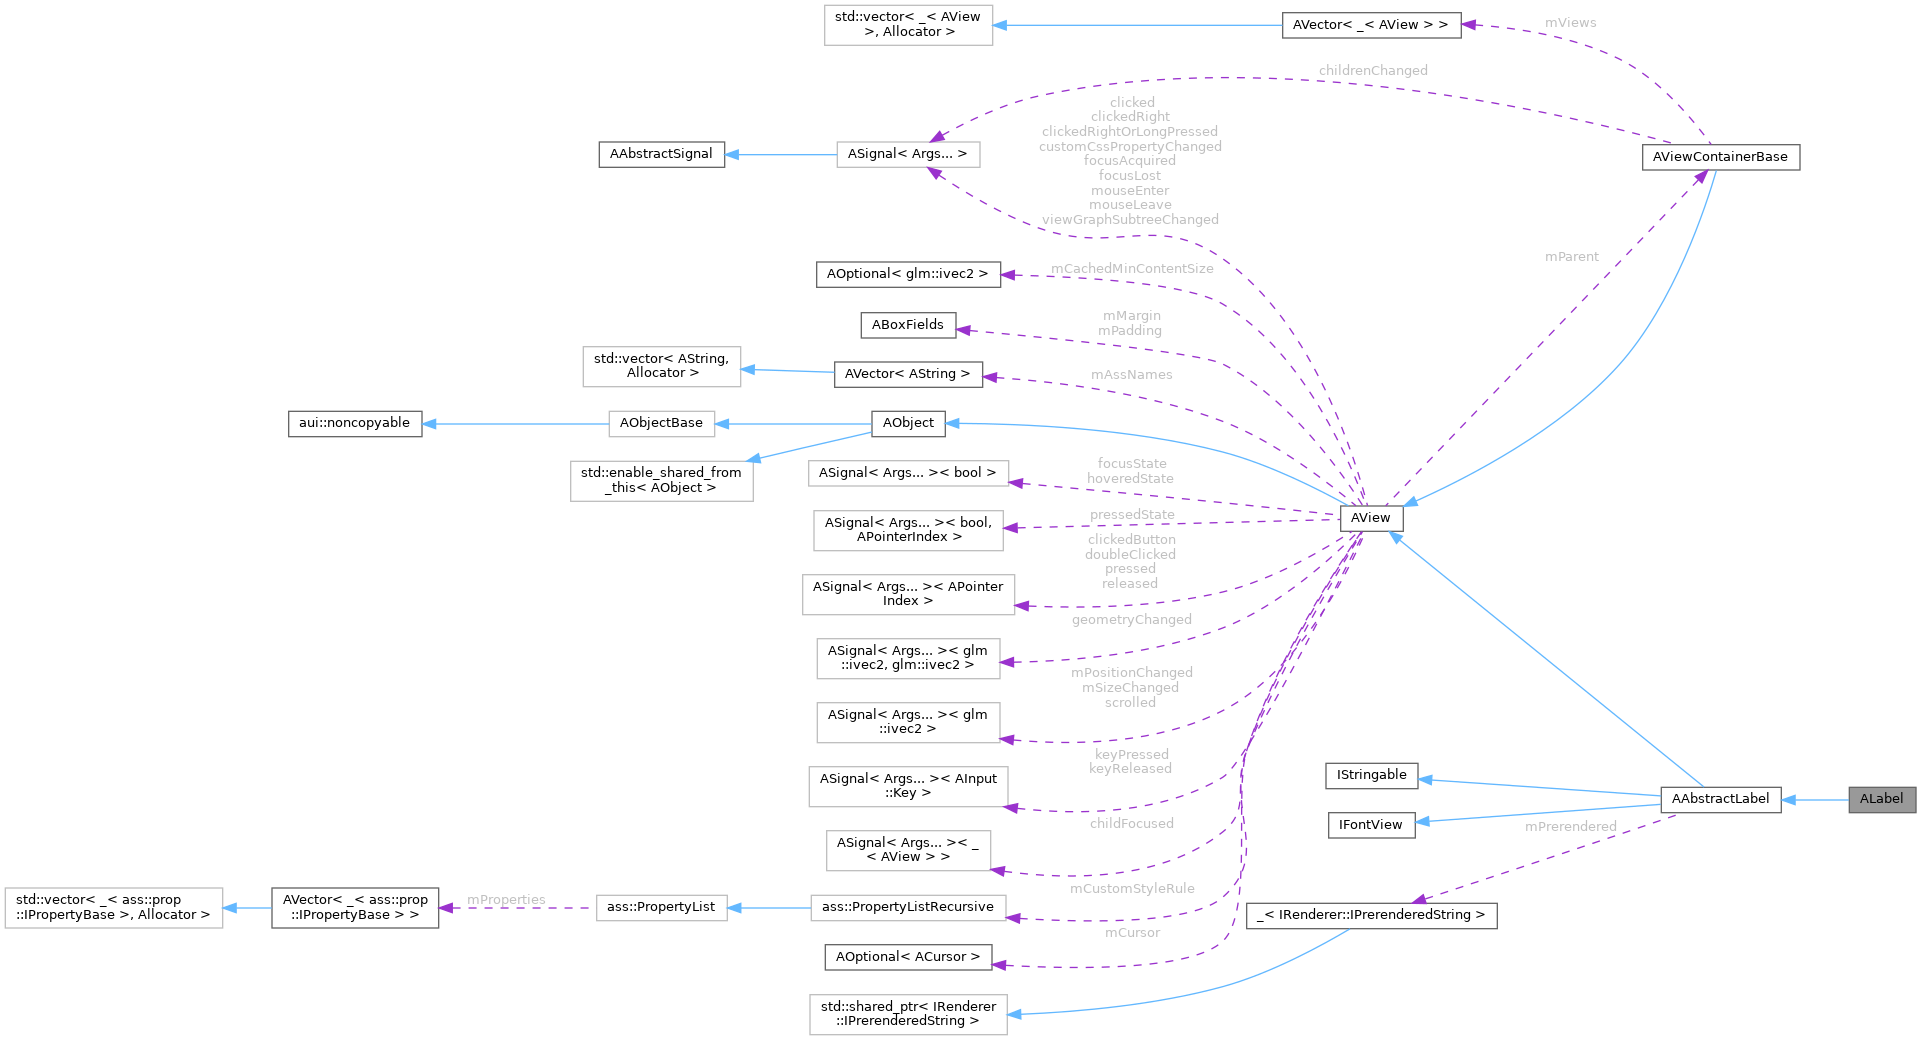 std::vector< _< AView
>, Allocator >
AVector< _< AView > >
mViews
childrenChanged
clicked
clickedRight
clickedRightOrLongPressed
customCssPropertyChanged
focusAcquired
focusLost
mouseEnter
mouseLeave
viewGraphSubtreeChanged
AAbstractSignal
ASignal< Args... >
AViewContainerBase
mParent
AOptional< glm::ivec2 >
mCachedMinContentSize
ABoxFields
mMargin
mPadding
std::vector< AString,
Allocator >
AVector< AString >
mAssNames
aui::noncopyable
AObjectBase
AObject
std::enable_shared_from
_this< AObject >
ASignal< Args... >< bool >
focusState
hoveredState
ASignal< Args... >< bool,
APointerIndex >
pressedState
AView
clickedButton
doubleClicked
pressed
released
ASignal< Args... >< APointer
Index >
geometryChanged
ASignal< Args... >< glm
::ivec2, glm::ivec2 >
mPositionChanged
mSizeChanged
scrolled
ASignal< Args... >< glm
::ivec2 >
keyPressed
keyReleased
ASignal< Args... >< AInput
::Key >
IStringable
AAbstractLabel
ALabel
IFontView
mPrerendered
childFocused
ASignal< Args... >< _
< AView > >
mCustomStyleRule
std::vector< _< ass::prop
::IPropertyBase >, Allocator >
AVector< _< ass::prop
::IPropertyBase > >
mProperties
ass::PropertyList
ass::PropertyListRecursive
_< IRenderer::IPrerenderedString >
mCursor
AOptional< ACursor >
std::shared_ptr< IRenderer
::IPrerenderedString >